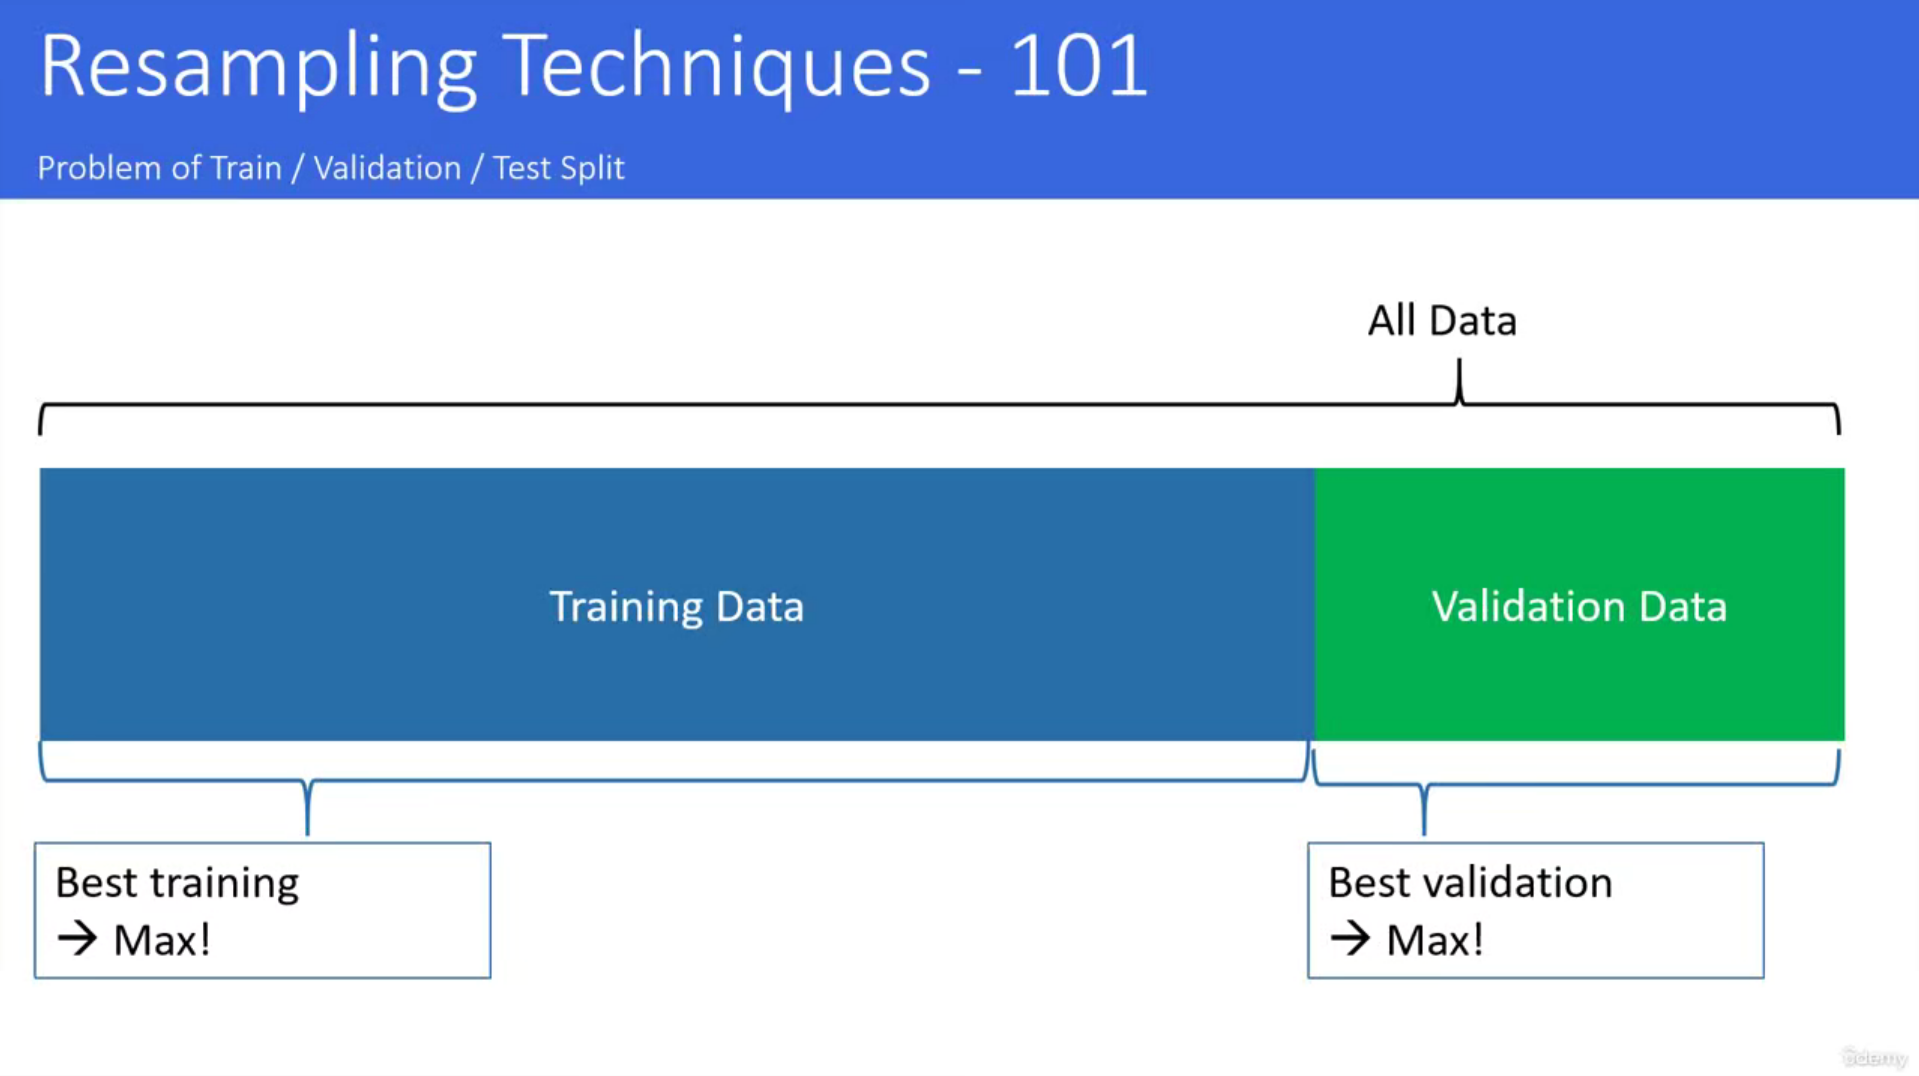 Resampling Techniques - 101
Problem of Train / Validation / Test Split
All Data
Training Data
Validation Data
Best training
→ Max!
Best validation
→ Max!
ûdemy